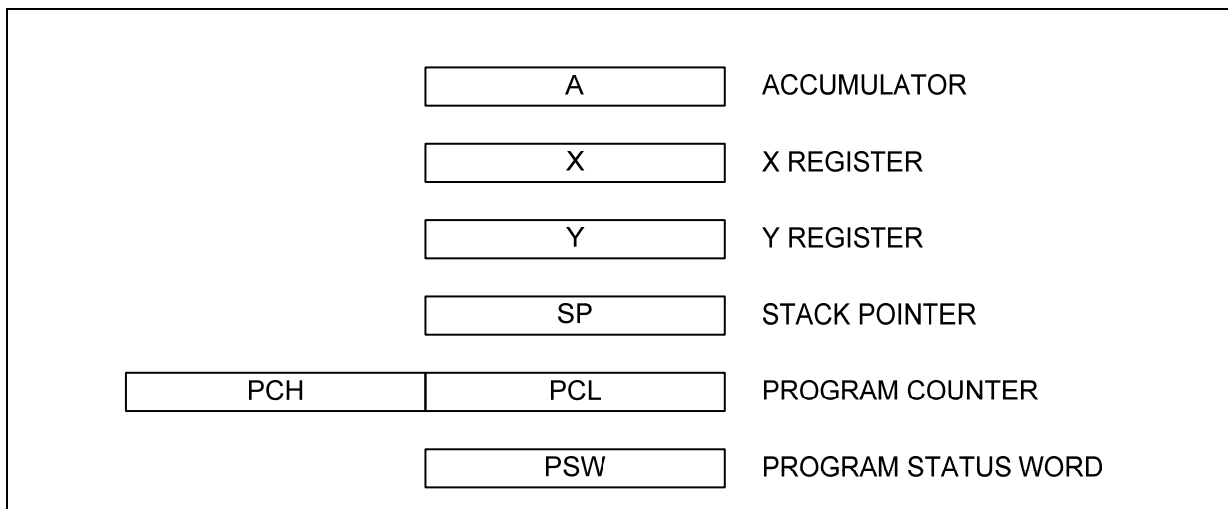 A ACCUMULATOR
X X REGISTER
Y Y REGISTER
SP STACK POINTER
PCH PCL PROGRAM COUNTER
PSW PROGRAM STATUS WORD